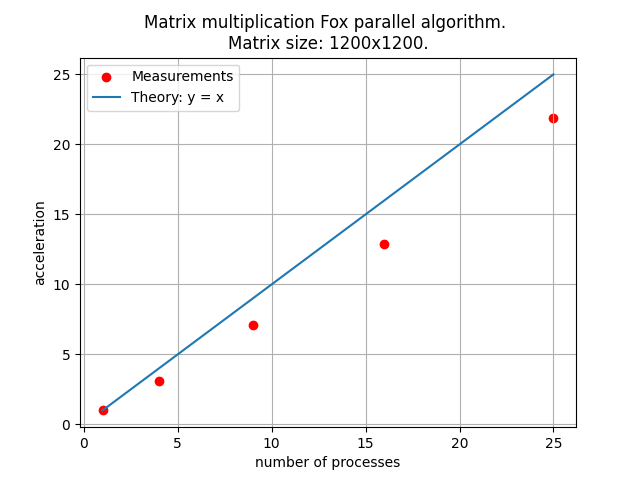 Matrix multiplication Fox parallel algorithm.
Matrix size: 1200x1200.
Measurements
Theory: y = x
acceleration
25
20
15
10
5
0
0 5 10 15 20 25
number of processes